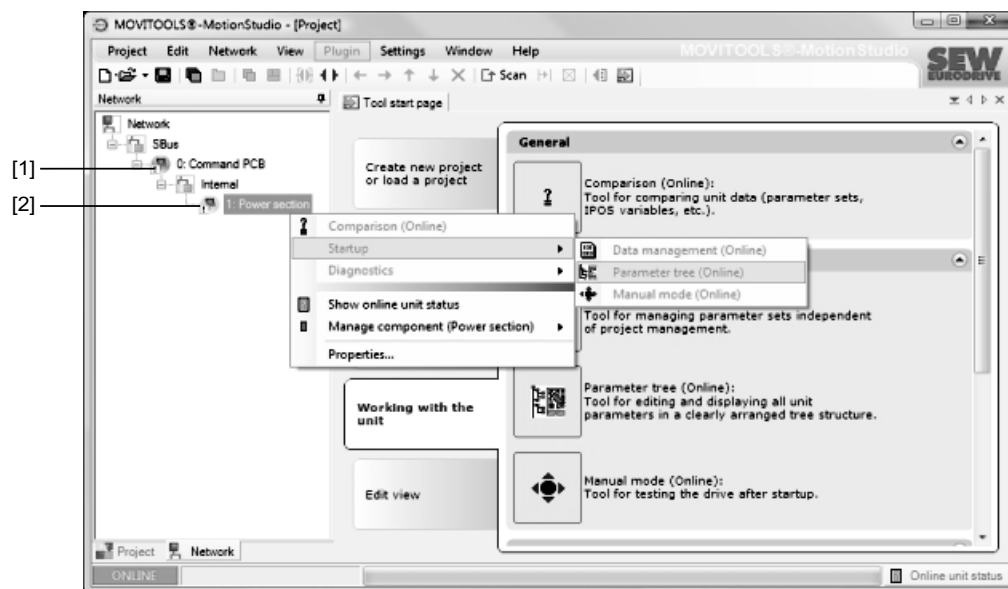 MOVITOOLS®-MotionStudio - [Project]
Project Edit Network View Plugin Settings Window Help
MOVITOOLS®-MotionStudio
SEW
EURODRIVE
Scan
Network
Tool start page
Network
SBus
[1]
0: Command PCB
Internal
[2]
1: Power section
Comparison (Online)
Startup
Diagnostics
Show online unit status
Manage component (Power section)
Properties...
Data management (Online)
Parameter tree (Online)
Manual mode (Online)
Create new project
or load a project
Working with the
unit
Edit view
General
Comparison (Online):
Tool for comparing unit data (parameter sets,
IPOS variables, etc.).
Tool for managing parameter sets independent
of project management.
Parameter tree (Online):
Tool for editing and displaying all unit
parameters in a clearly arranged tree structure.
Manual mode (Online):
Tool for testing the drive after startup.
Project Network
ONLINE
Online unit status